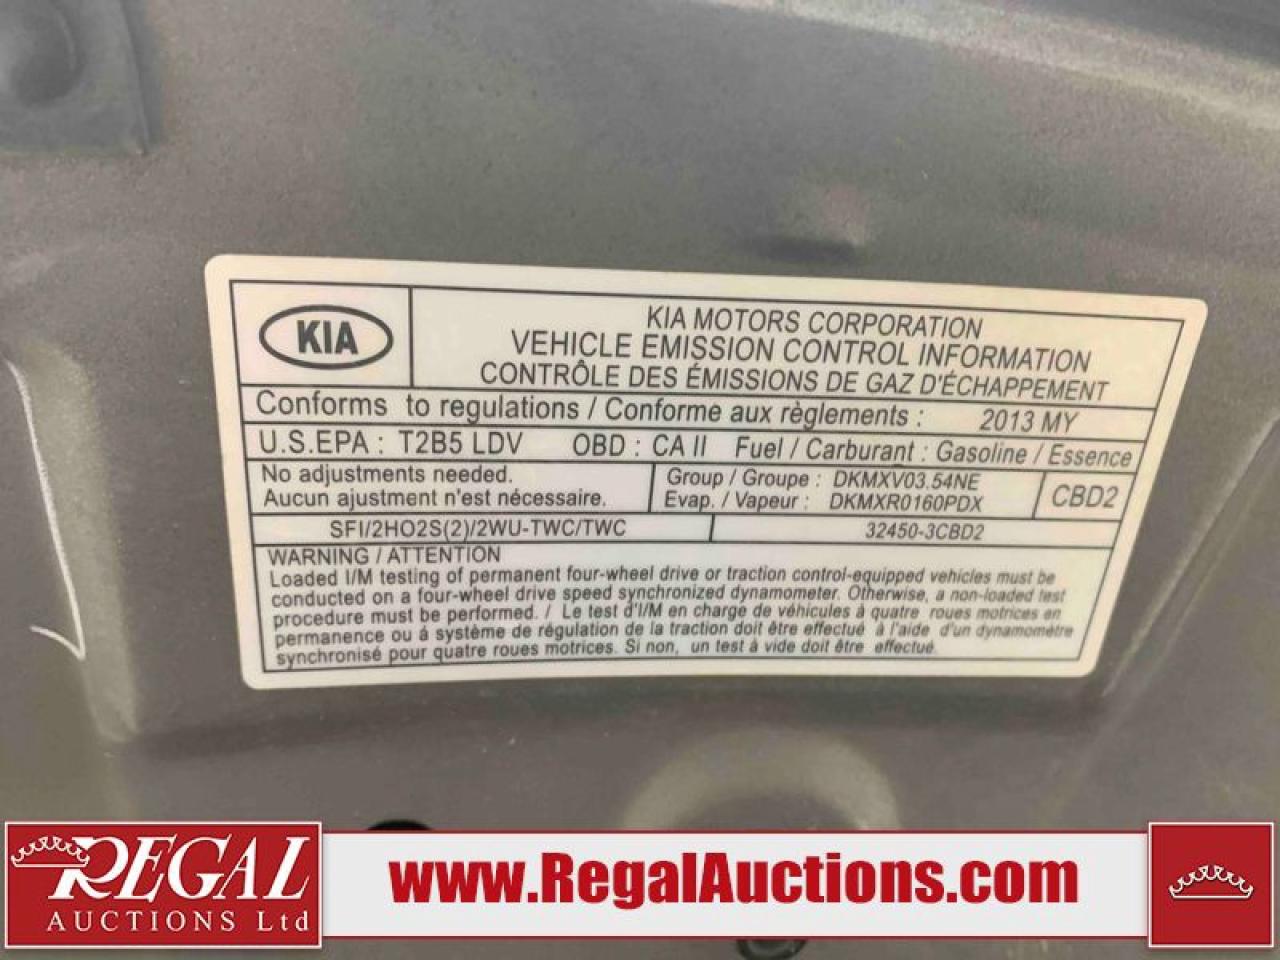 KIA
KIA MOTORS CORPORATION
VEHICLE EMISSION CONTROL INFORMATION
CONTRÔLE DES ÉMISSIONS DE GAZ D'ÉCHAPPEMENT
Conforms to regulations / Conforme aux règlements : 2013 MY
U.S.EPA : T2B5 LDV OBD : CA II Fuel / Carburant : Gasoline / Essence
No adjustments needed.
Aucun ajustment n'est nécessaire.
Group / Groupe : DKMXV03.54NE
Evap. / Vapeur : DKMXR0160PDX
CBD2
SFI/2HO2S(2)/2WU-TWC/TWC
32450-3CBD2
WARNING / ATTENTION
Loaded I/M testing of permanent four-wheel drive or traction control-equipped vehicles must be
conducted on a four-wheel drive speed synchronized dynamometer. Otherwise, a non-loaded test
procedure must be performed. / Le test d'I/M en charge de véhicules à quatre roues motrices en
permanence ou á système de régulation de la traction doit être effectué à l'aide d'un dynamomètre
synchronisé pour quatre roues motrices. Si non, un test à vide doit être effectué.
REGAL
AUCTIONS Ltd
www.RegalAuctions.com